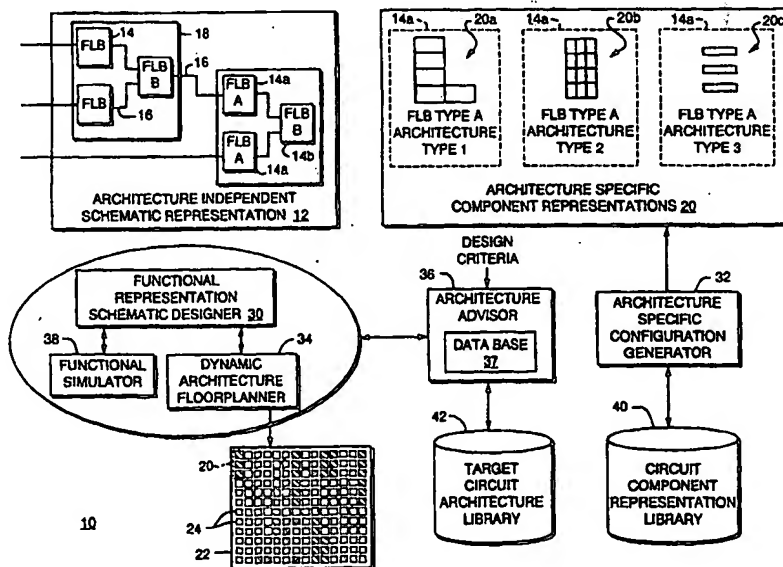 14
18
FLB
16
FLB
B
FLB
16
14a
FLB
A
FLB
B
FLB
A
14b
14a
ARCHITECTURE INDEPENDENT
SCHEMATIC REPRESENTATION 12
14a
20a
FLB TYPE A
ARCHITECTURE
TYPE 1
14a
20b
FLB TYPE A
ARCHITECTURE
TYPE 2
14a
20c
FLB TYPE A
ARCHITECTURE
TYPE 3
ARCHITECTURE SPECIFIC
COMPONENT REPRESENTATIONS 20
FUNCTIONAL
REPRESENTATION
SCHEMATIC DESIGNER 30
38
FUNCTIONAL
SIMULATOR
34
DYNAMIC
ARCHITECTURE
FLOORPLANNER
DESIGN
CRITERIA
36
ARCHITECTURE
ADVISOR
DATA BASE
37
32
ARCHITECTURE
SPECIFIC
CONFIGURATION
GENERATOR
42
TARGET
CIRCUIT
ARCHITECTURE
LIBRARY
40
CIRCUIT
COMPONENT
REPRESENTATION
LIBRARY
20
24
22
10